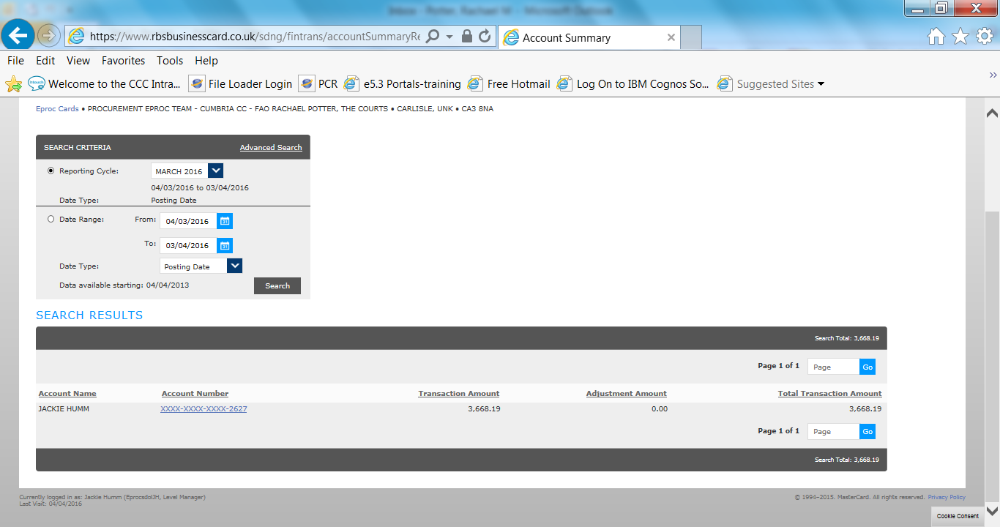 Inbox - Potter, Rachael M - Microsoft Outlook
https://www.rbsbusinesscard.co.uk/sdng/fintrans/accountSummaryRe
Account Summary
File Edit View Favorites Tools Help
Welcome to the CCC Intra... File Loader Login PCR e5.3 Portals-training Free Hotmail Log On to IBM Cognos So... Suggested Sites
Eproc Cards • PROCUREMENT EPROC TEAM - CUMBRIA CC - FAO RACHAEL POTTER, THE COURTS • CARLISLE, UNK • CA3 8NA
SEARCH CRITERIA Advanced Search
Reporting Cycle: MARCH 2016
04/03/2016 to 03/04/2016
Date Type: Posting Date
Date Range: From: 04/03/2016
To: 03/04/2016
Date Type: Posting Date
Data available starting: 04/04/2013 Search
SEARCH RESULTS
Search Total: 3,668.19
Page 1 of 1 Page Go
Account Name Account Number Transaction Amount Adjustment Amount Total Transaction Amount
JACKIE HUMM XXXX-XXXX-XXXX-2627 3,668.19 0.00 3,668.19
Page 1 of 1 Page Go
Search Total: 3,668.19
Currently logged in as: Jackie Humm (EprocsdolJH, Level Manager) © 1994–2015. MasterCard. All rights reserved. Privacy Policy
Last Visit: 04/04/2016
Cookie Consent